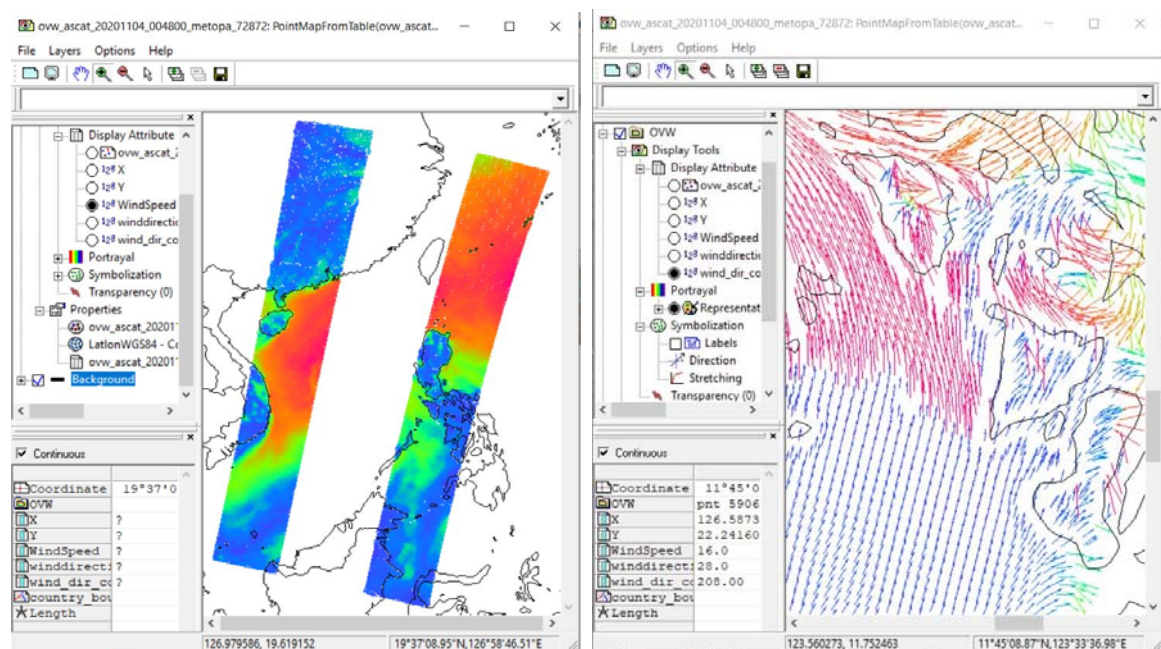 ovw_ascat_20201104_004800_metopa_72872: PointMapFromTable(ovw_ascat...
File Layers Options Help
Display Attribute
ovw_ascat_2
X
Y
WindSpeed
winddirectic
wind_dir_co
Portrayal
Symbolization
Transparency (0)
Properties
ovw_ascat_20201
LatlonWGS84 - Co
ovw_ascat_20201
Background
Continuous
Coordinate 19°37'0
OVW
X ?
Y ?
WindSpeed ?
winddirecti ?
wind_dir_co ?
country_bou
Length
126.979586, 19.619152 19°37'08.95"N,126°58'46.51"E
ovw_ascat_20201104_004800_metopa_72872: PointMapFromTable(ovw_ascat...
File Layers Options Help
OVW
Display Tools
Display Attribute
ovw_ascat_2
X
Y
WindSpeed
winddirectic
wind_dir_co
Portrayal
Representat
Symbolization
Labels
Direction
Stretching
Transparency (0)
Continuous
Coordinate 11°45'0
OVW pnt 5906
X 126.5873
Y 22.24160
WindSpeed 16.0
winddirecti 28.0
wind_dir_co 208.00
country_bou
Length
123.560273, 11.752463 11°45'08.87"N,123°33'36.98"E